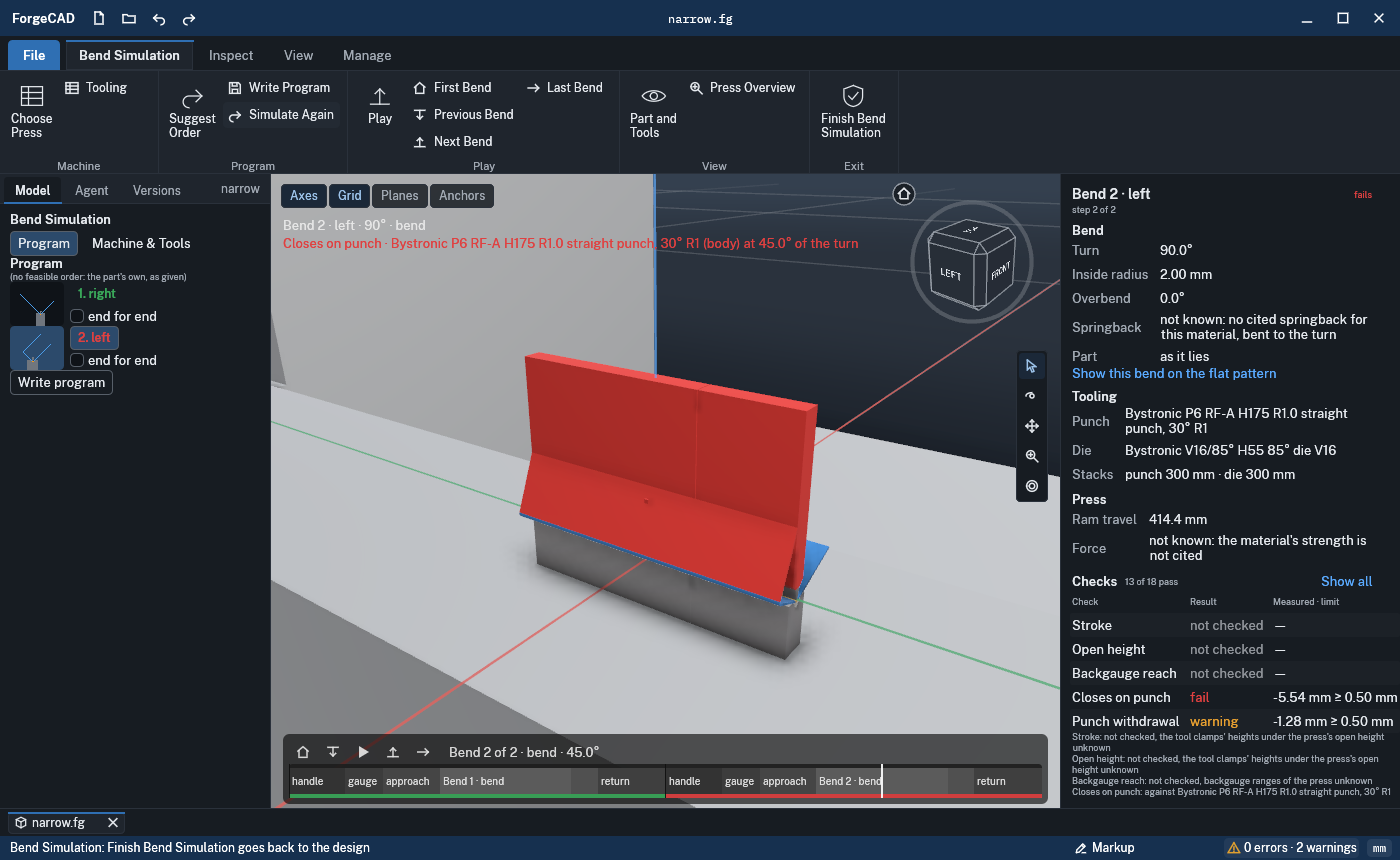 ForgeCAD
narrow.fg
File
Bend Simulation
Inspect
View
Manage
Choose Press
Tooling
Machine
Suggest Order
Write Program
Simulate Again
Program
Play
First Bend
Previous Bend
Next Bend
Last Bend
Play
Part and Tools
Press Overview
View
Finish Bend Simulation
Exit
Model
Agent
Versions
narrow
Bend Simulation
Program
Machine & Tools
Program
(no feasible order: the part's own, as given)
1. right
end for end
2. left
end for end
Write program
Axes
Grid
Planes
Anchors
Bend 2 · left · 90° · bend
Closes on punch · Bystronic P6 RF-A H175 R1.0 straight punch, 30° R1 (body) at 45.0° of the turn
LEFT
FRONT
Bend 2 of 2 · bend · 45.0°
handle
gauge
approach
Bend 1 · bend
return
handle
gauge
approach
Bend 2 · bend
return
Bend 2 · left
fails
step 2 of 2
Bend
Turn 90.0°
Inside radius 2.00 mm
Overbend 0.0°
Springback not known: no cited springback for
this material, bent to the turn
Part as it lies
Show this bend on the flat pattern
Tooling
Punch Bystronic P6 RF-A H175 R1.0 straight
punch, 30° R1
Die Bystronic V16/85° H55 85° die V16
Stacks punch 300 mm · die 300 mm
Press
Ram travel 414.4 mm
Force not known: the material's strength is
not cited
Checks 13 of 18 pass Show all
Check Result Measured · limit
Stroke not checked —
Open height not checked —
Backgauge reach not checked —
Closes on punch fail -5.54 mm ≥ 0.50 mm
Punch withdrawal warning -1.28 mm ≥ 0.50 mm
Stroke: not checked, the tool clamps' heights under the press's open height
unknown
Open height: not checked, the tool clamps' heights under the press's open
height unknown
Backgauge reach: not checked, backgauge ranges of the press unknown
Closes on punch: against Bystronic P6 RF-A H175 R1.0 straight punch, 30° R1
narrow.fg
Bend Simulation: Finish Bend Simulation goes back to the design
Markup
0 errors · 2 warnings
mm